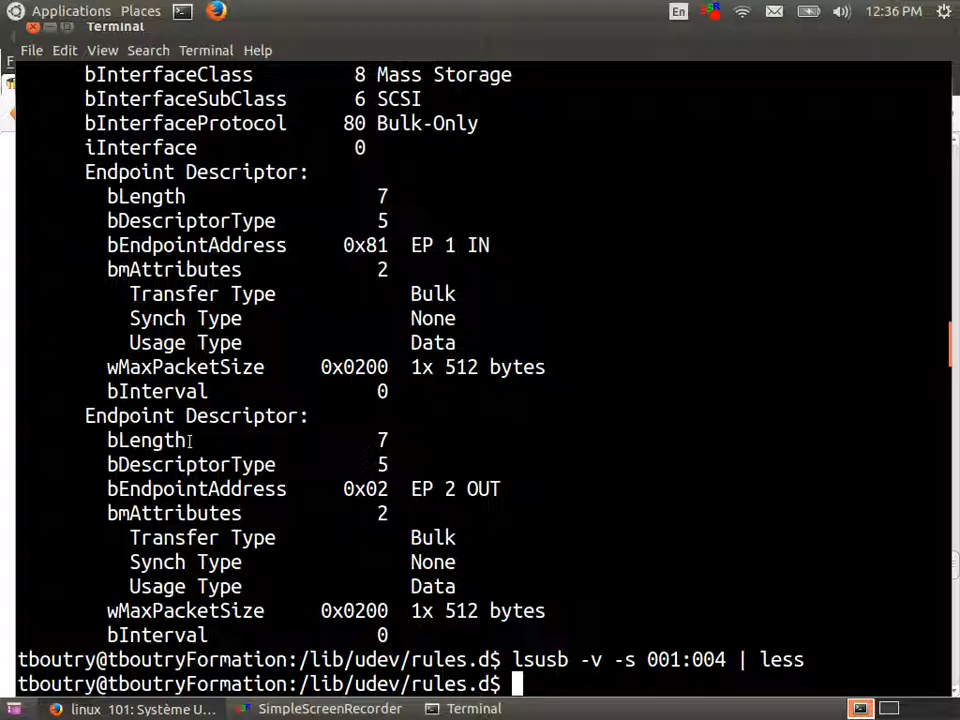 Applications Places En 12:36 PM
Terminal
File Edit View Search Terminal Help
bInterfaceClass 8 Mass Storage
bInterfaceSubClass 6 SCSI
bInterfaceProtocol 80 Bulk-Only
iInterface 0
Endpoint Descriptor:
bLength 7
bDescriptorType 5
bEndpointAddress 0x81 EP 1 IN
bmAttributes 2
Transfer Type Bulk
Synch Type None
Usage Type Data
wMaxPacketSize 0x0200 1x 512 bytes
bInterval 0
Endpoint Descriptor:
bLength 7
bDescriptorType 5
bEndpointAddress 0x02 EP 2 OUT
bmAttributes 2
Transfer Type Bulk
Synch Type None
Usage Type Data
wMaxPacketSize 0x0200 1x 512 bytes
bInterval 0
tboutry@tboutryFormation:/lib/udev/rules.d$ lsusb -v -s 001:004 | less
tboutry@tboutryFormation:/lib/udev/rules.d$
linux 101: Système U... SimpleScreenRecorder Terminal